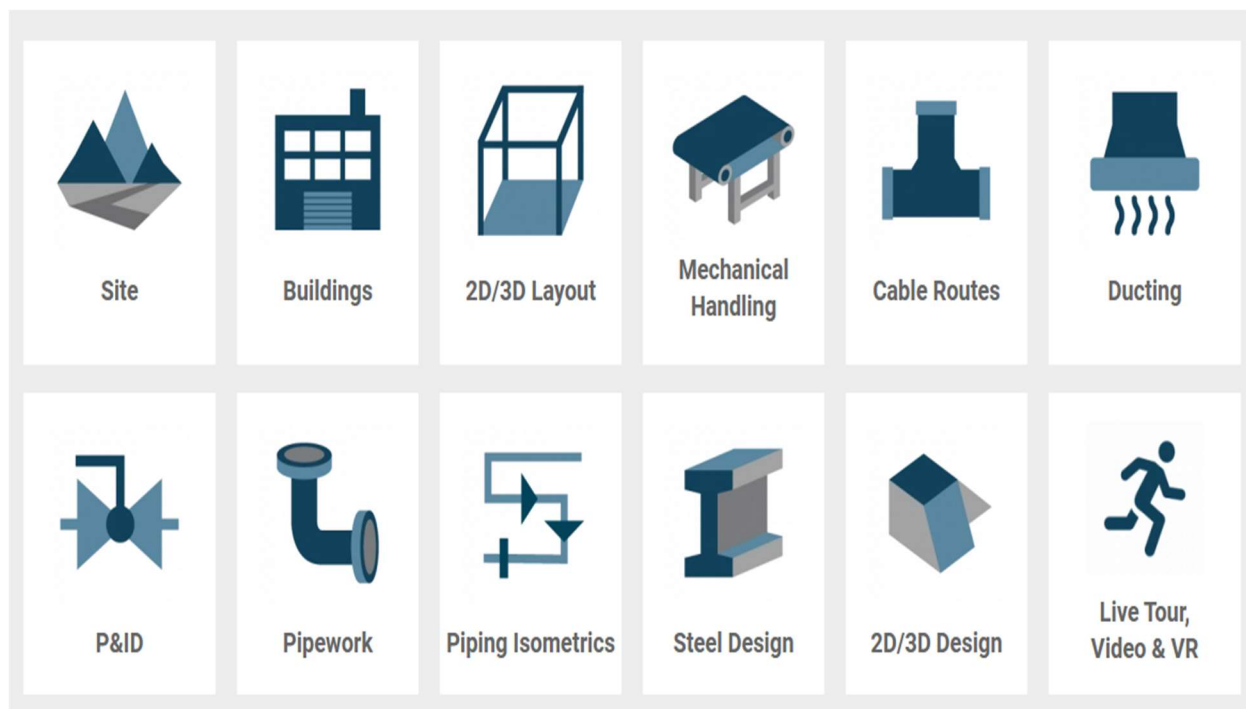 Site
Buildings
2D/3D Layout
Mechanical
Handling
Cable Routes
Ducting
P&ID
Pipework
Piping Isometrics
Steel Design
2D/3D Design
Live Tour,
Video & VR